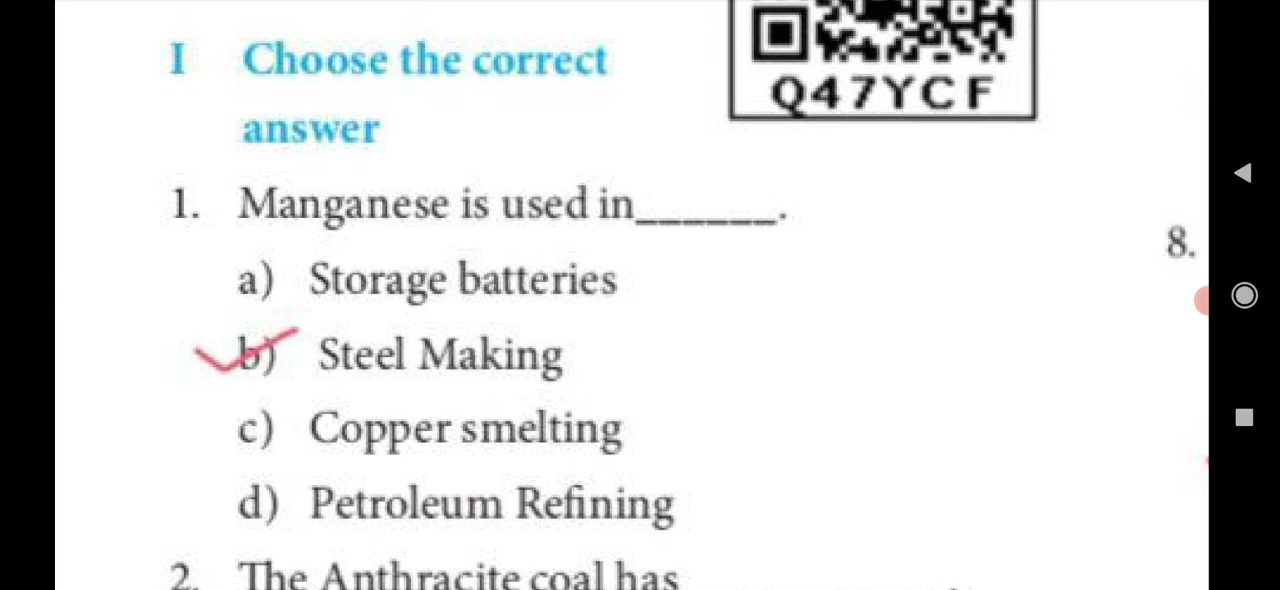 Q47YCF
I Choose the correct
answer
1. Manganese is used in______.
8.
a) Storage batteries
b) Steel Making
c) Copper smelting
d) Petroleum Refining
2. The Anthracite coal has